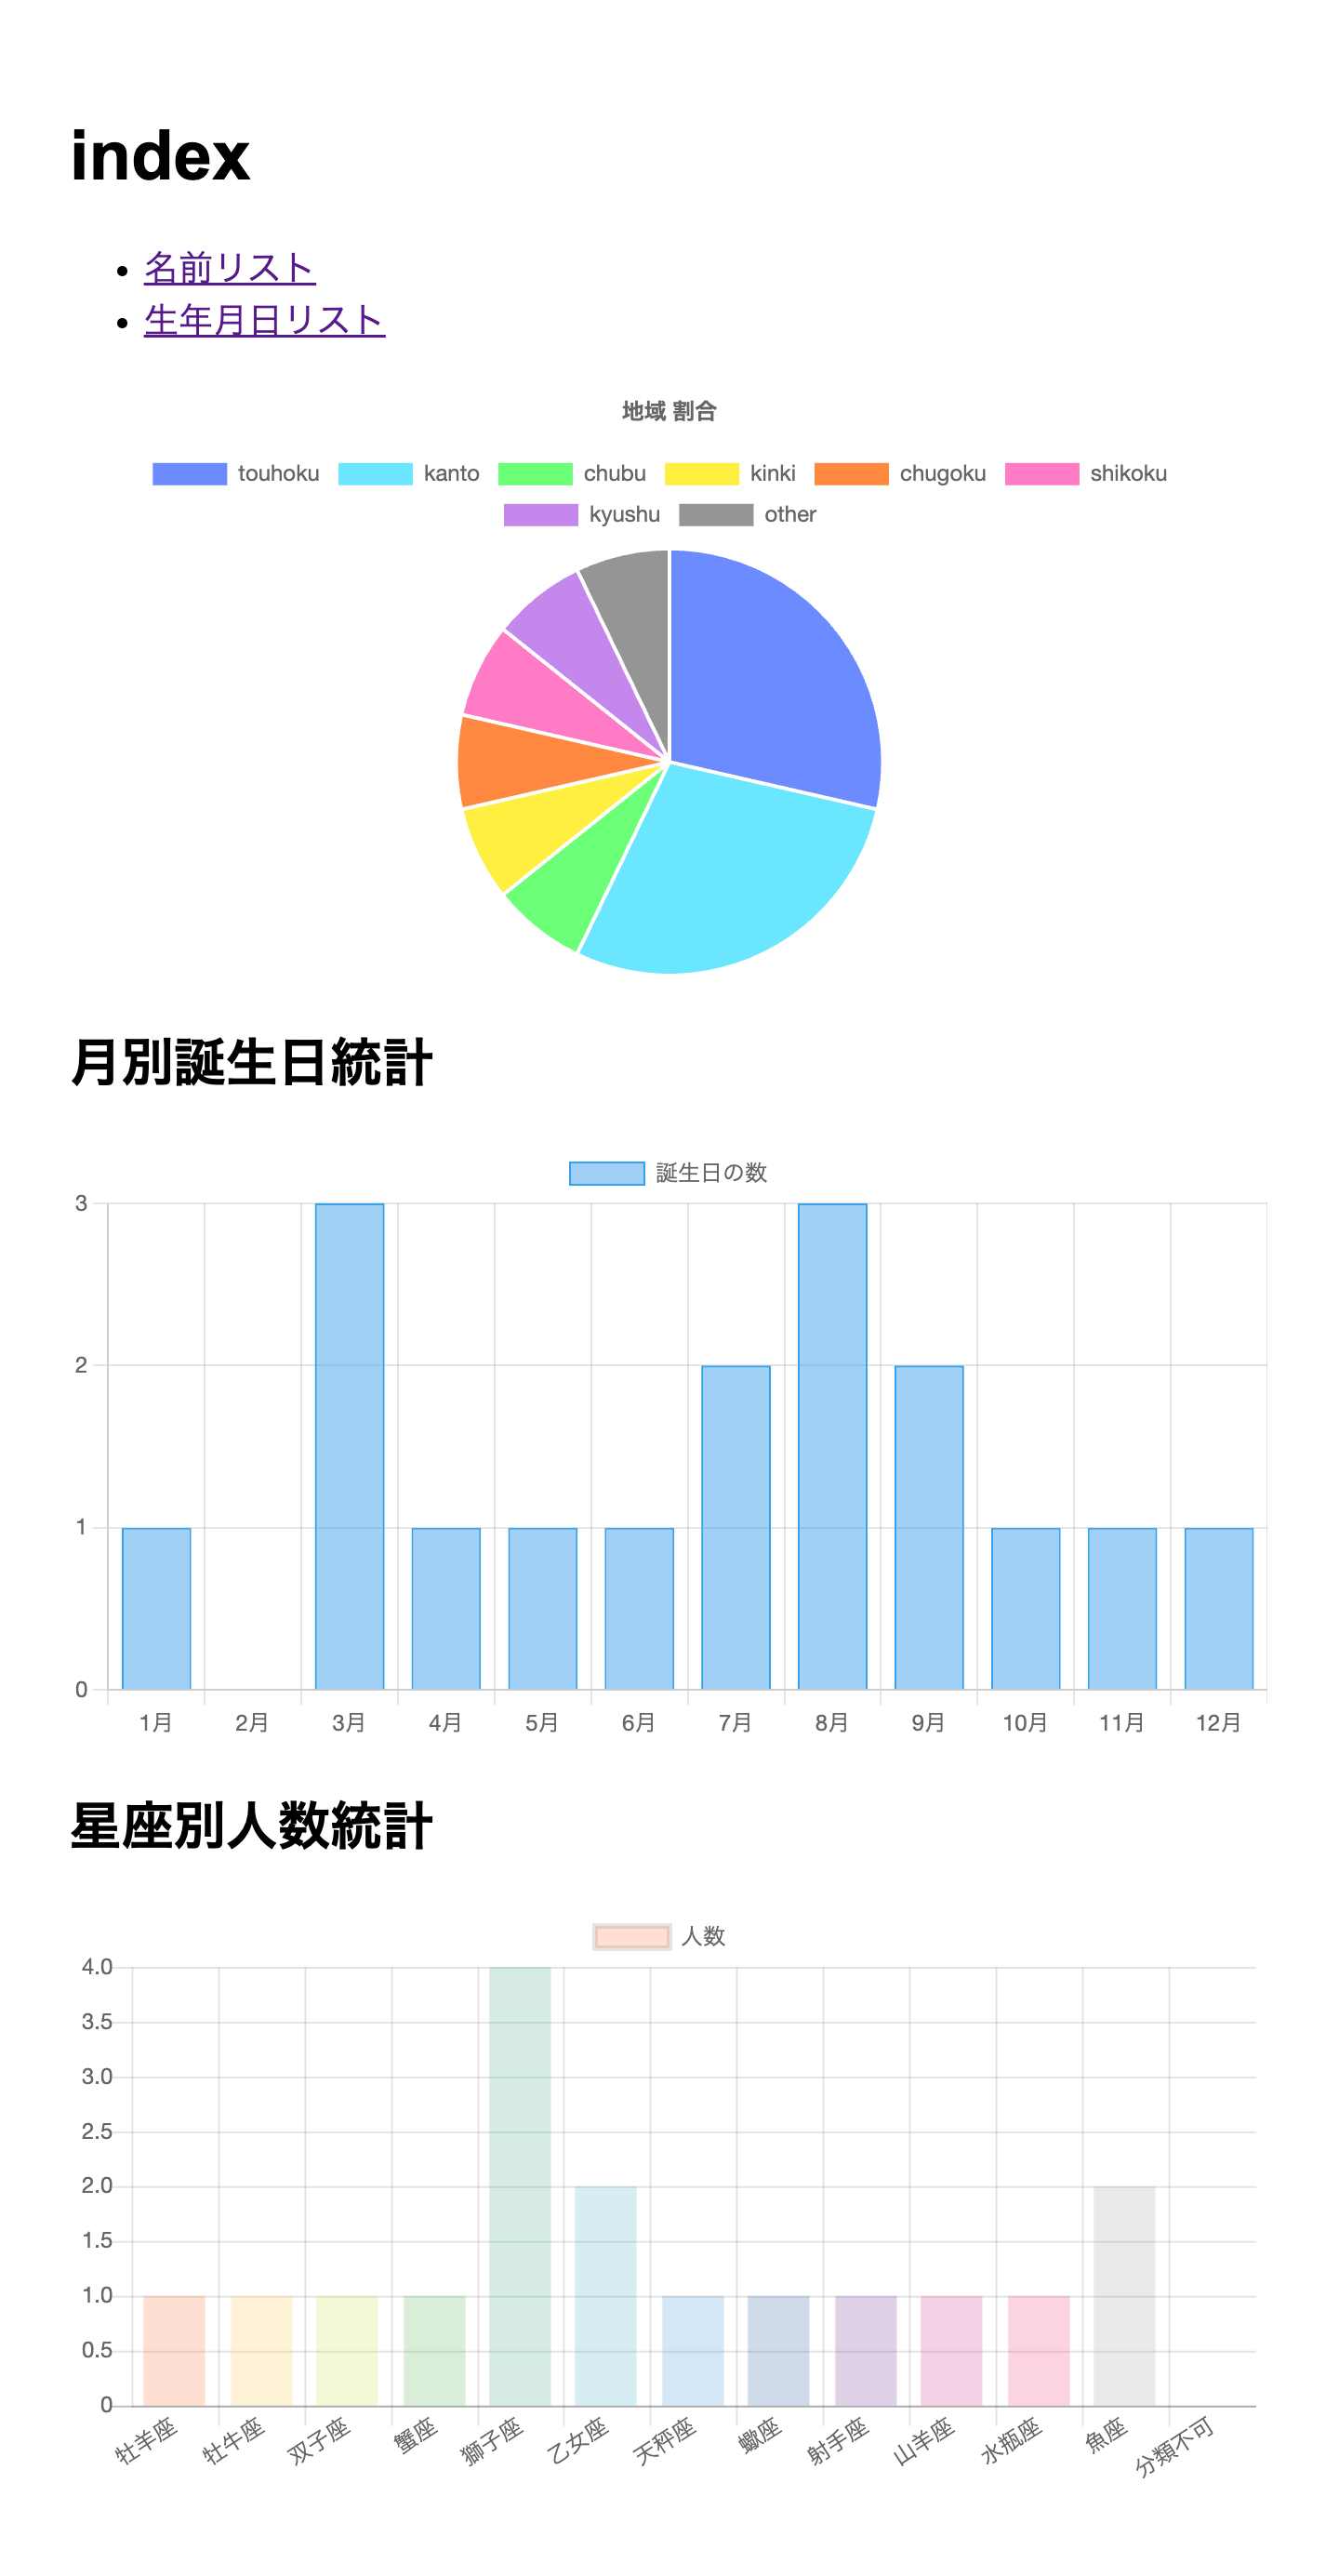 index
名前リスト
生年月日リスト
地域 割合
touhoku kanto chubu kinki chugoku shikoku
kyushu other
月別誕生日統計
誕生日の数
3
2
1
0
1月 2月 3月 4月 5月 6月 7月 8月 9月 10月 11月 12月
星座別人数統計
人数
4.0
3.5
3.0
2.5
2.0
1.5
1.0
0.5
0
牡羊座 牡牛座 双子座 蟹座 獅子座 乙女座 天秤座 蠍座 射手座 山羊座 水瓶座 魚座 分類不可